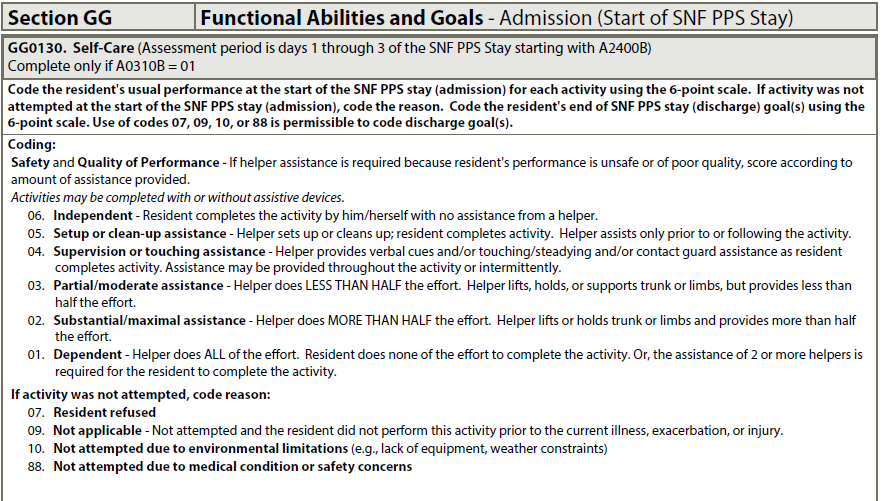 Section GG
Functional Abilities and Goals - Admission (Start of SNF PPS Stay)
GG0130. Self-Care (Assessment period is days 1 through 3 of the SNF PPS Stay starting with A2400B)
Complete only if A0310B = 01
Code the resident's usual performance at the start of the SNF PPS stay (admission) for each activity using the 6-point scale. If activity was not
attempted at the start of the SNF PPS stay (admission), code the reason. Code the resident's end of SNF PPS stay (discharge) goal(s) using the
6-point scale. Use of codes 07, 09, 10, or 88 is permissible to code discharge goal(s).
Coding:
Safety and Quality of Performance - If helper assistance is required because resident's performance is unsafe or of poor quality, score according to
amount of assistance provided.
Activities may be completed with or without assistive devices.
06. Independent - Resident completes the activity by him/herself with no assistance from a helper.
05. Setup or clean-up assistance - Helper sets up or cleans up; resident completes activity. Helper assists only prior to or following the activity.
04. Supervision or touching assistance - Helper provides verbal cues and/or touching/steadying and/or contact guard assistance as resident
completes activity. Assistance may be provided throughout the activity or intermittently.
03. Partial/moderate assistance - Helper does LESS THAN HALF the effort. Helper lifts, holds, or supports trunk or limbs, but provides less than
half the effort.
02. Substantial/maximal assistance - Helper does MORE THAN HALF the effort. Helper lifts or holds trunk or limbs and provides more than half
the effort.
01. Dependent - Helper does ALL of the effort. Resident does none of the effort to complete the activity. Or, the assistance of 2 or more helpers is
required for the resident to complete the activity.
If activity was not attempted, code reason:
07. Resident refused
09. Not applicable - Not attempted and the resident did not perform this activity prior to the current illness, exacerbation, or injury.
10. Not attempted due to environmental limitations (e.g., lack of equipment, weather constraints)
88. Not attempted due to medical condition or safety concerns